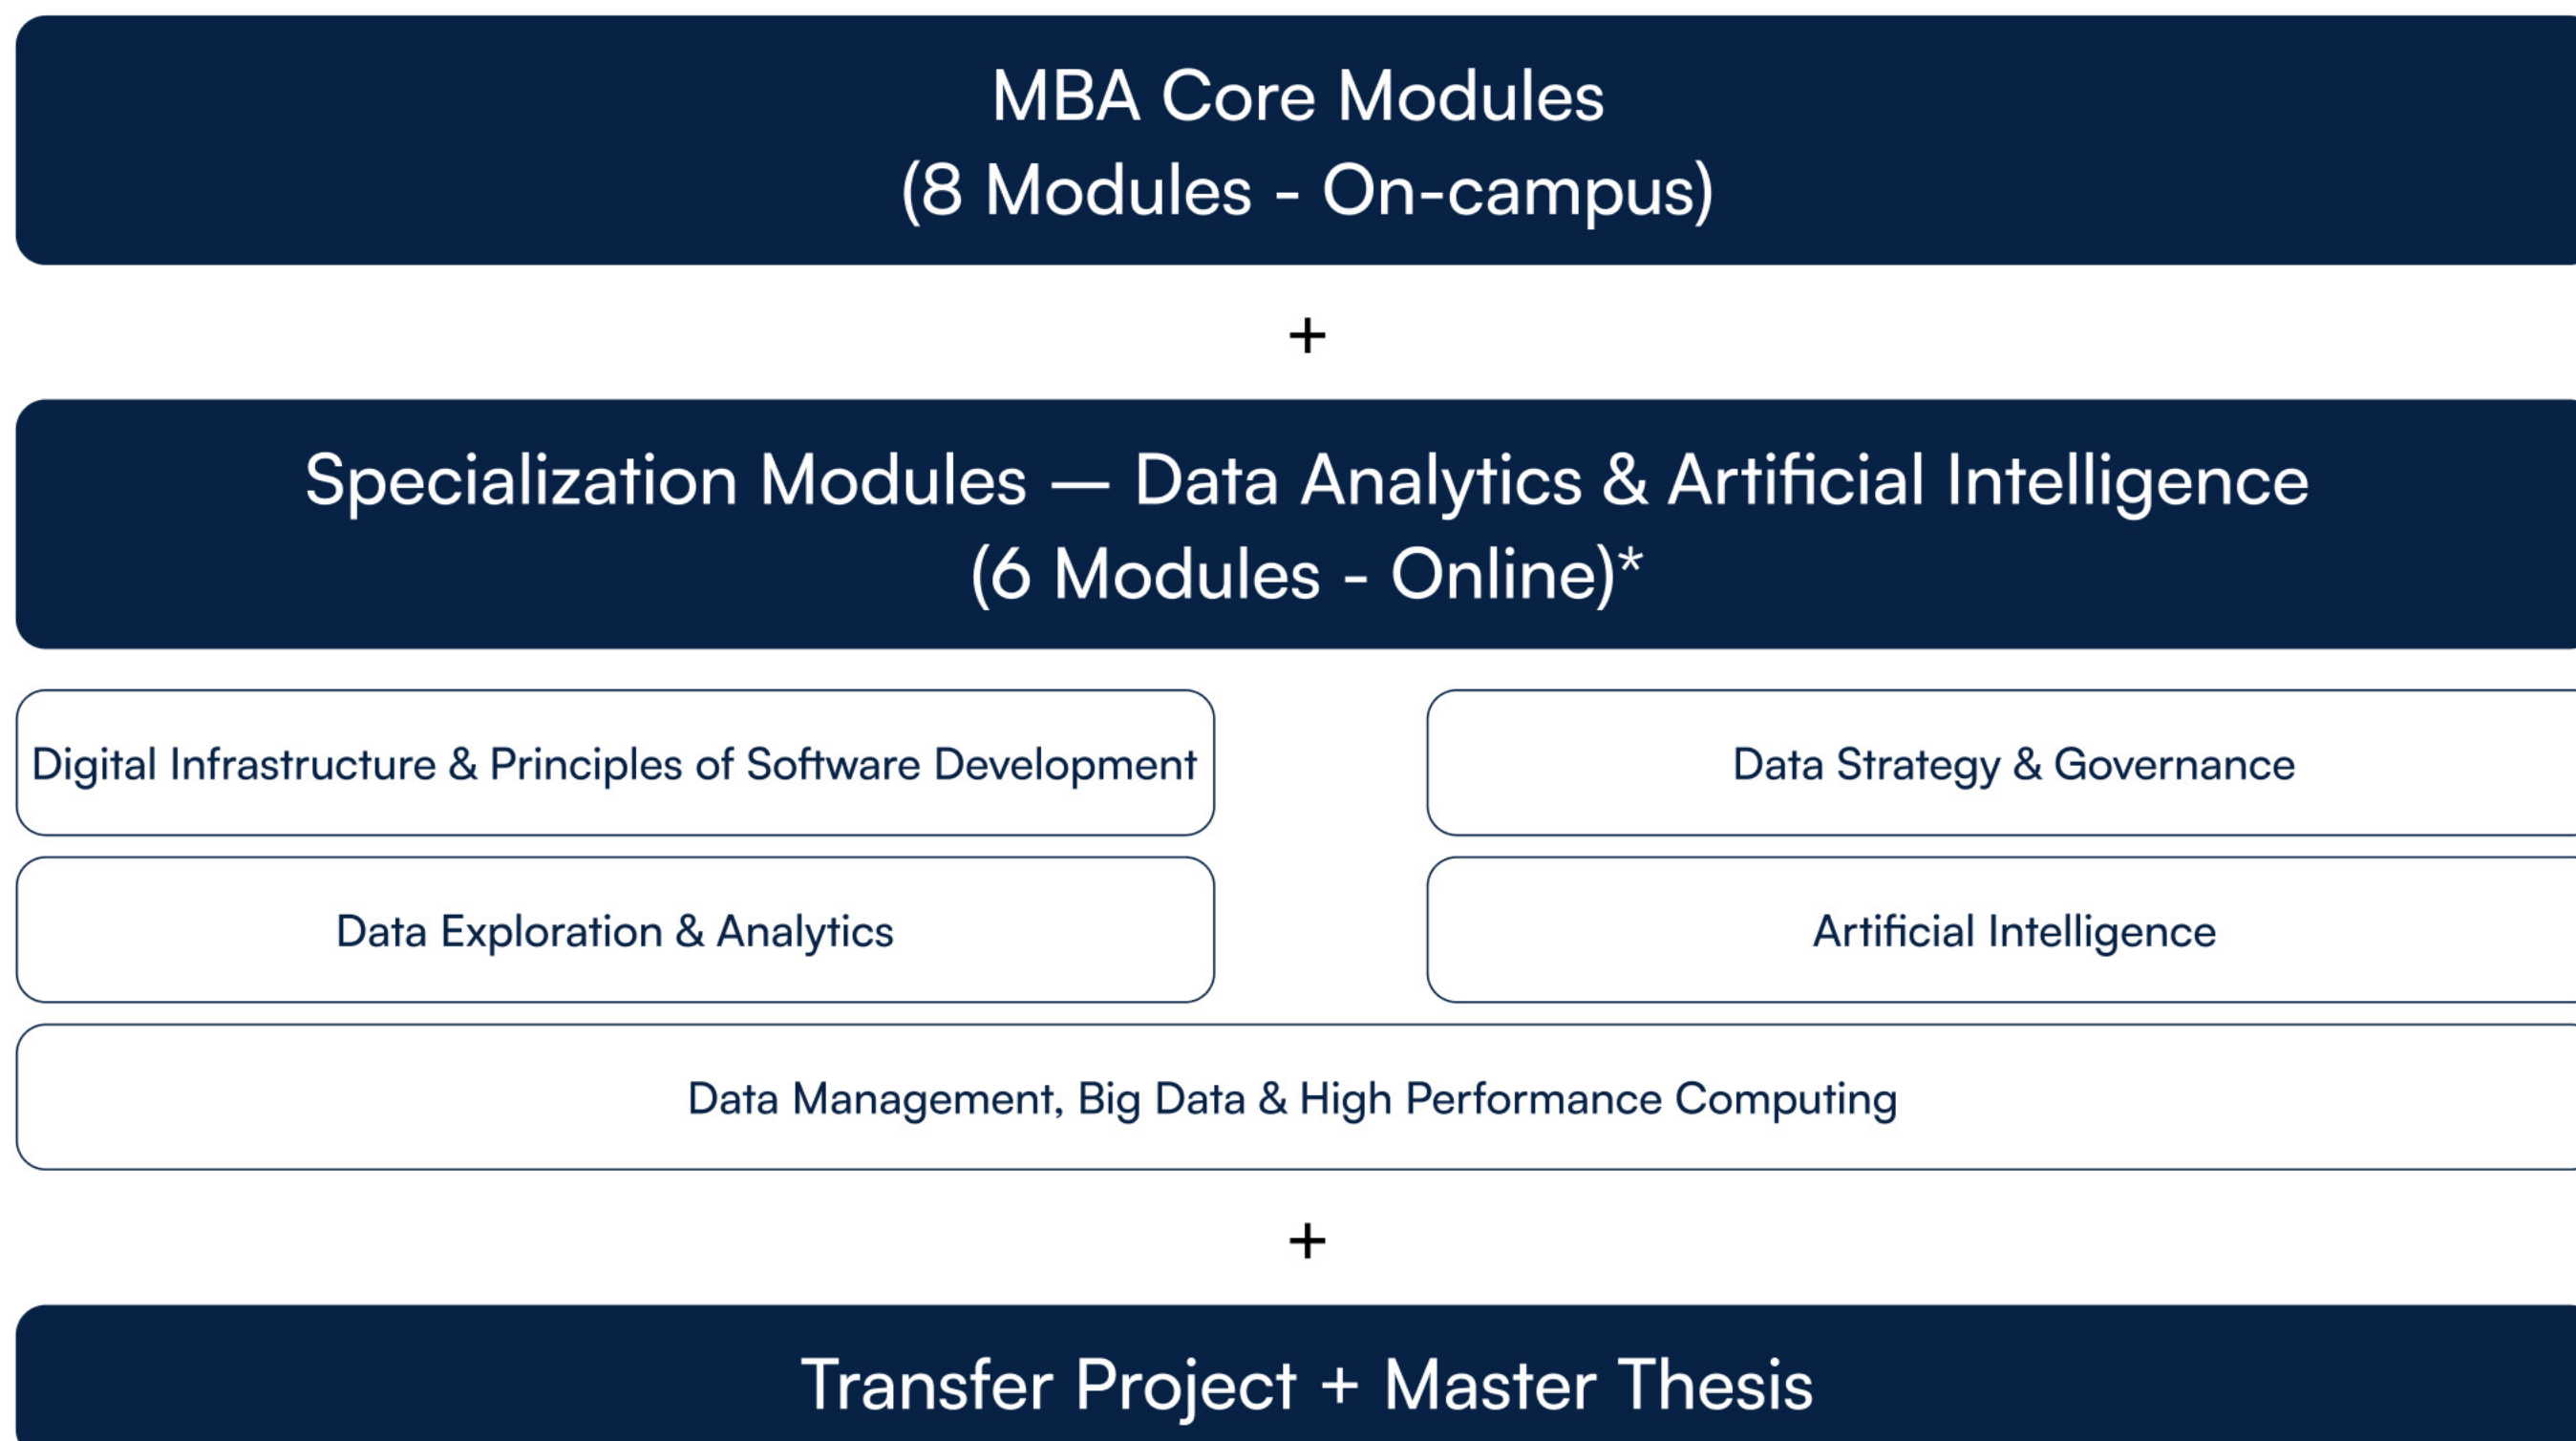 MBA Core Modules
(8 Modules - On-campus)
+
Specialization Modules — Data Analytics & Artificial Intelligence
(6 Modules - Online)*
Digital Infrastructure & Principles of Software Development
Data Strategy & Governance
Data Exploration & Analytics
Artificial Intelligence
Data Management, Big Data & High Performance Computing
+
Transfer Project + Master Thesis